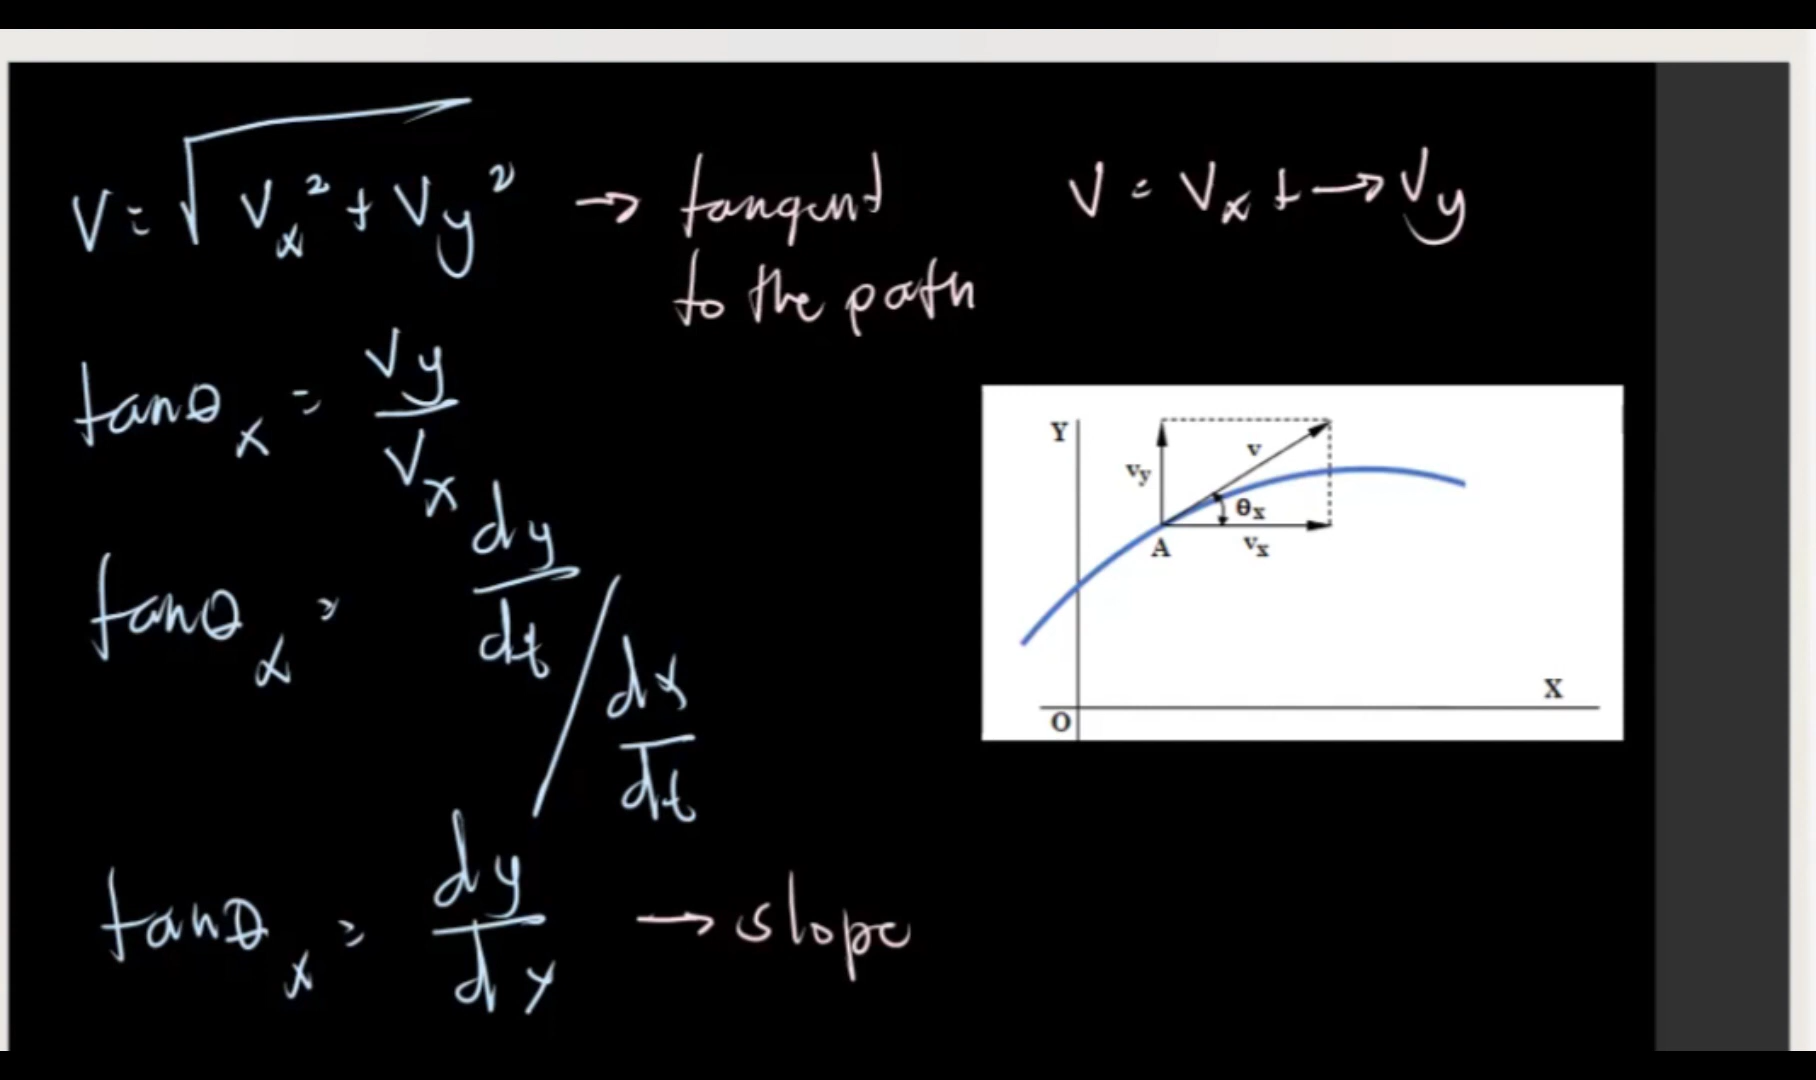 V = √Vx² + Vy² → tangent
to the path
V = Vx +→ Vy
tanθx = Vy/Vx
tanθx = dy/dt / dx/dt
tanθx = dy/dx → slope
Y
v
vy
θx
A
vx
X
O